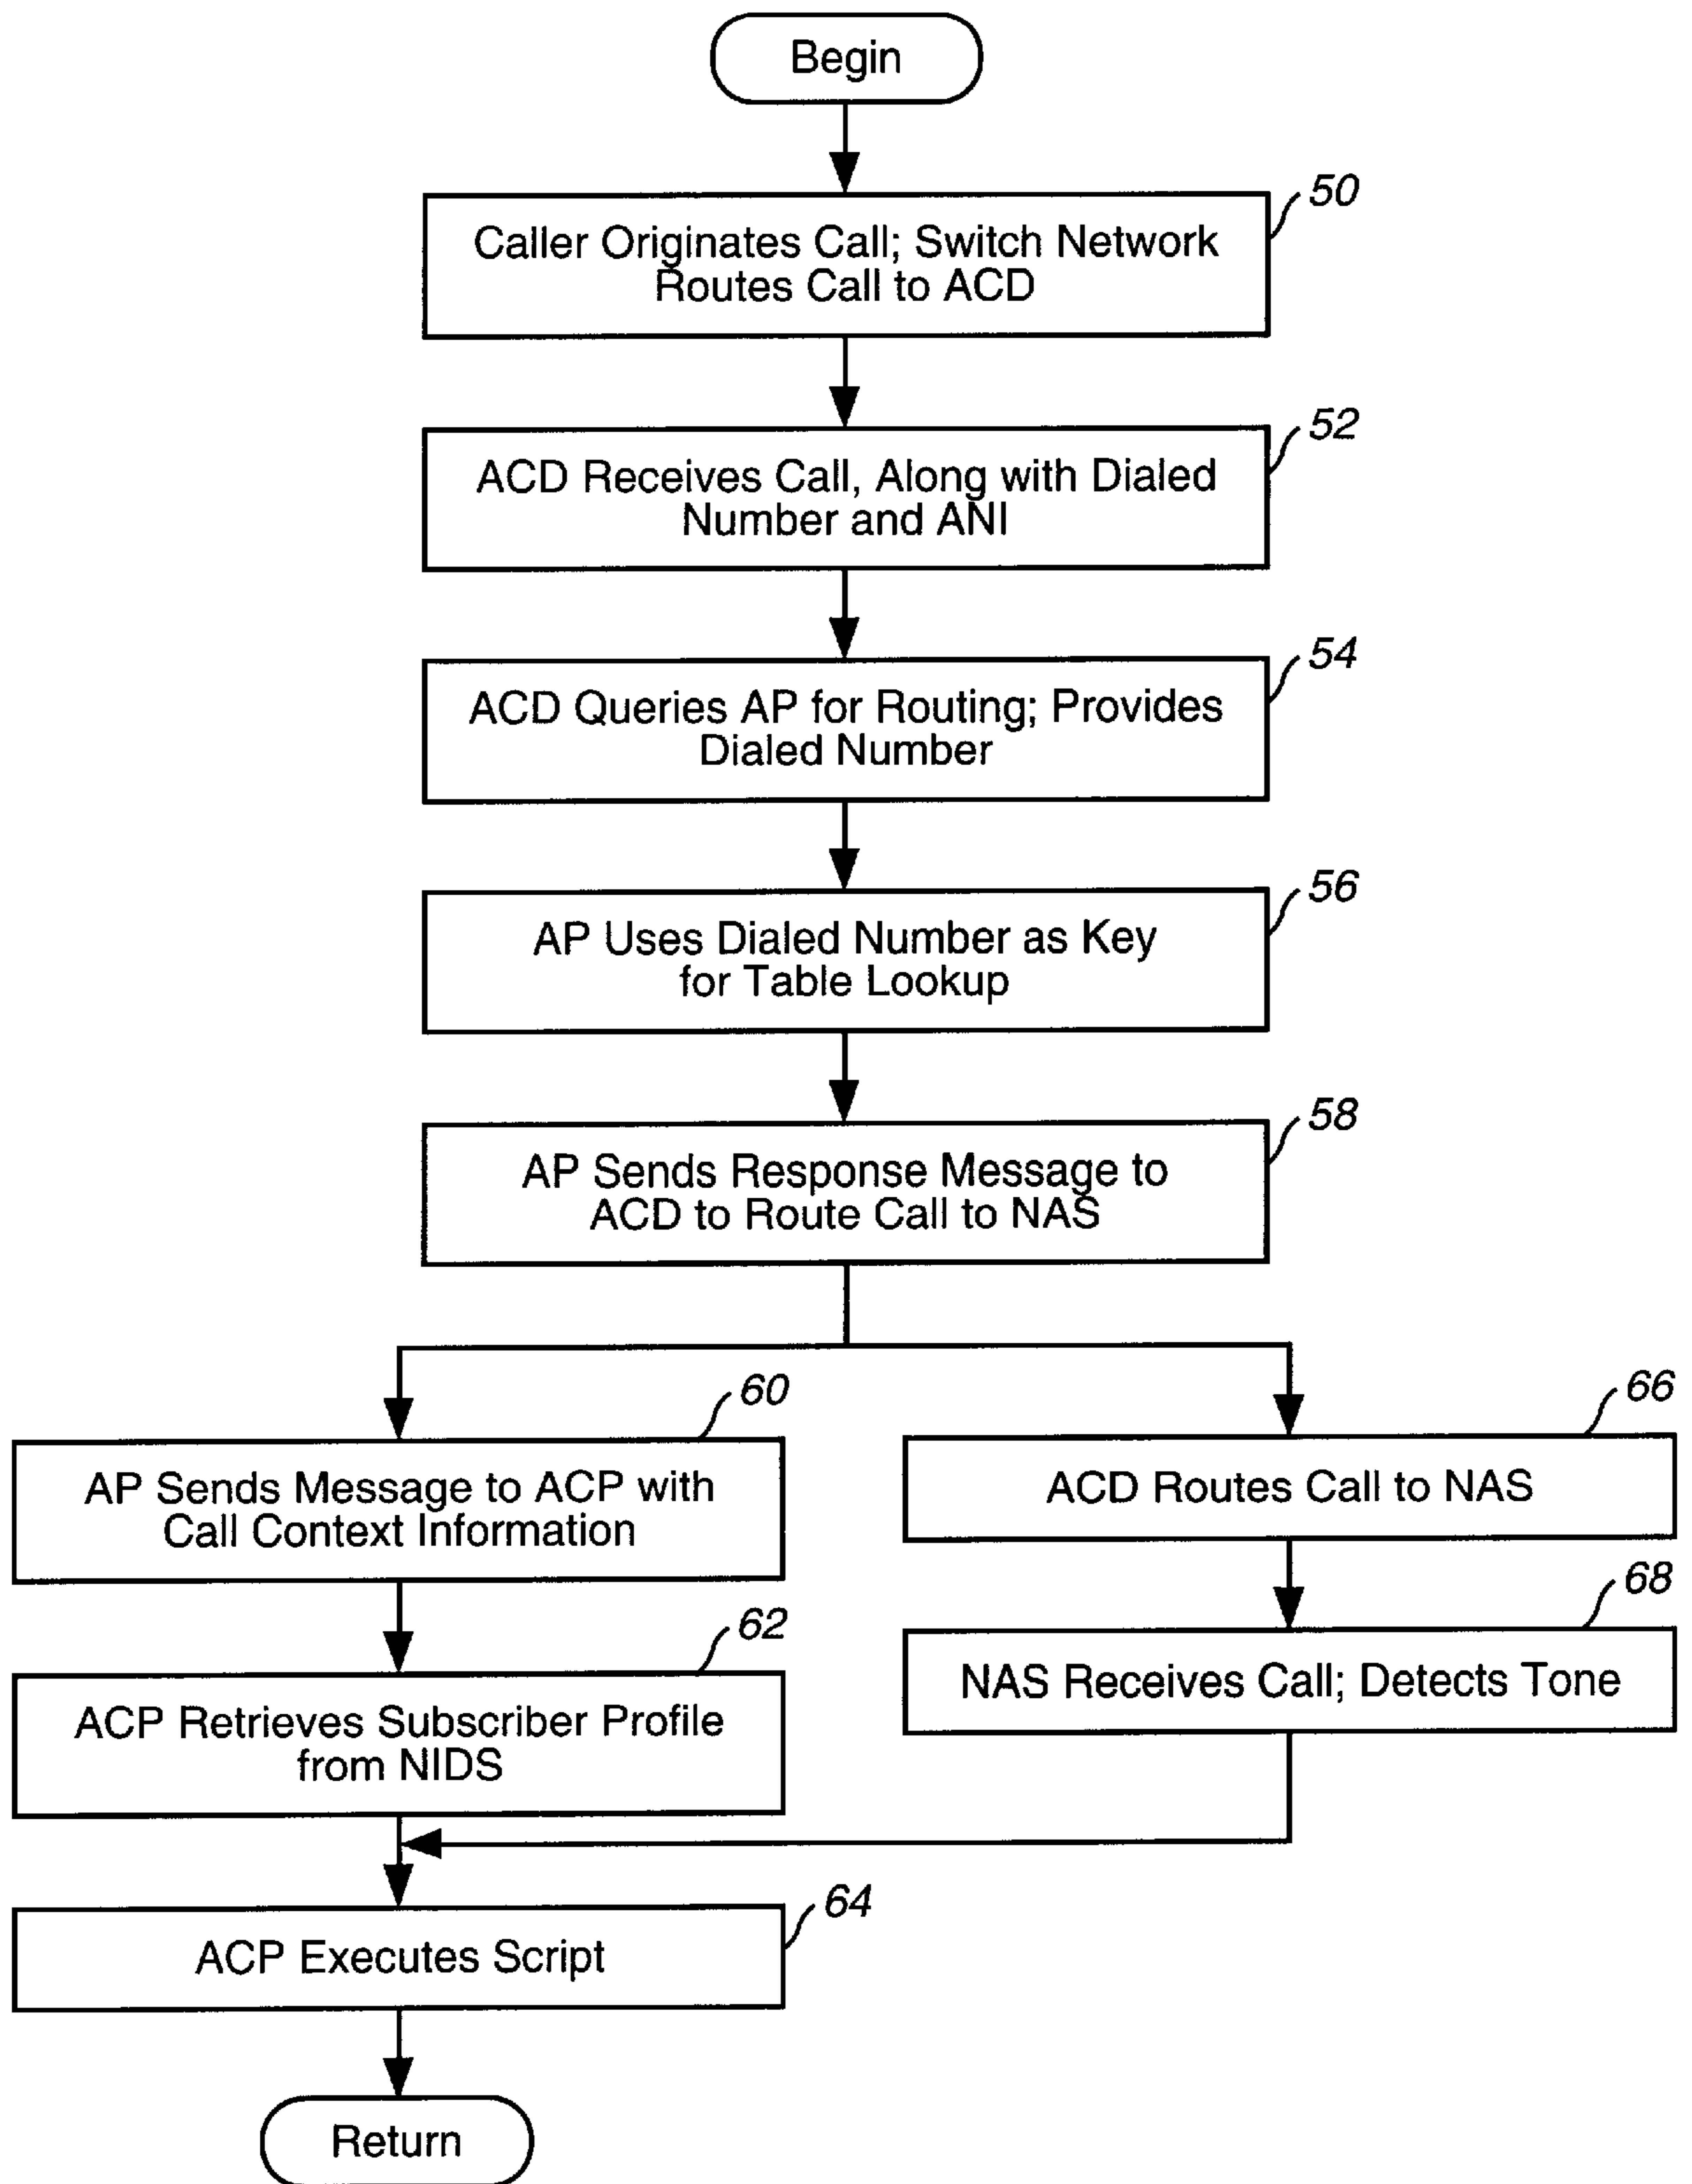 Begin
50
Caller Originates Call; Switch Network
Routes Call to ACD
52
ACD Receives Call, Along with Dialed
Number and ANI
54
ACD Queries AP for Routing; Provides
Dialed Number
56
AP Uses Dialed Number as Key
for Table Lookup
58
AP Sends Response Message to
ACD to Route Call to NAS
60
AP Sends Message to ACP with
Call Context Information
62
ACP Retrieves Subscriber Profile
from NIDS
66
ACD Routes Call to NAS
68
NAS Receives Call; Detects Tone
64
ACP Executes Script
Return